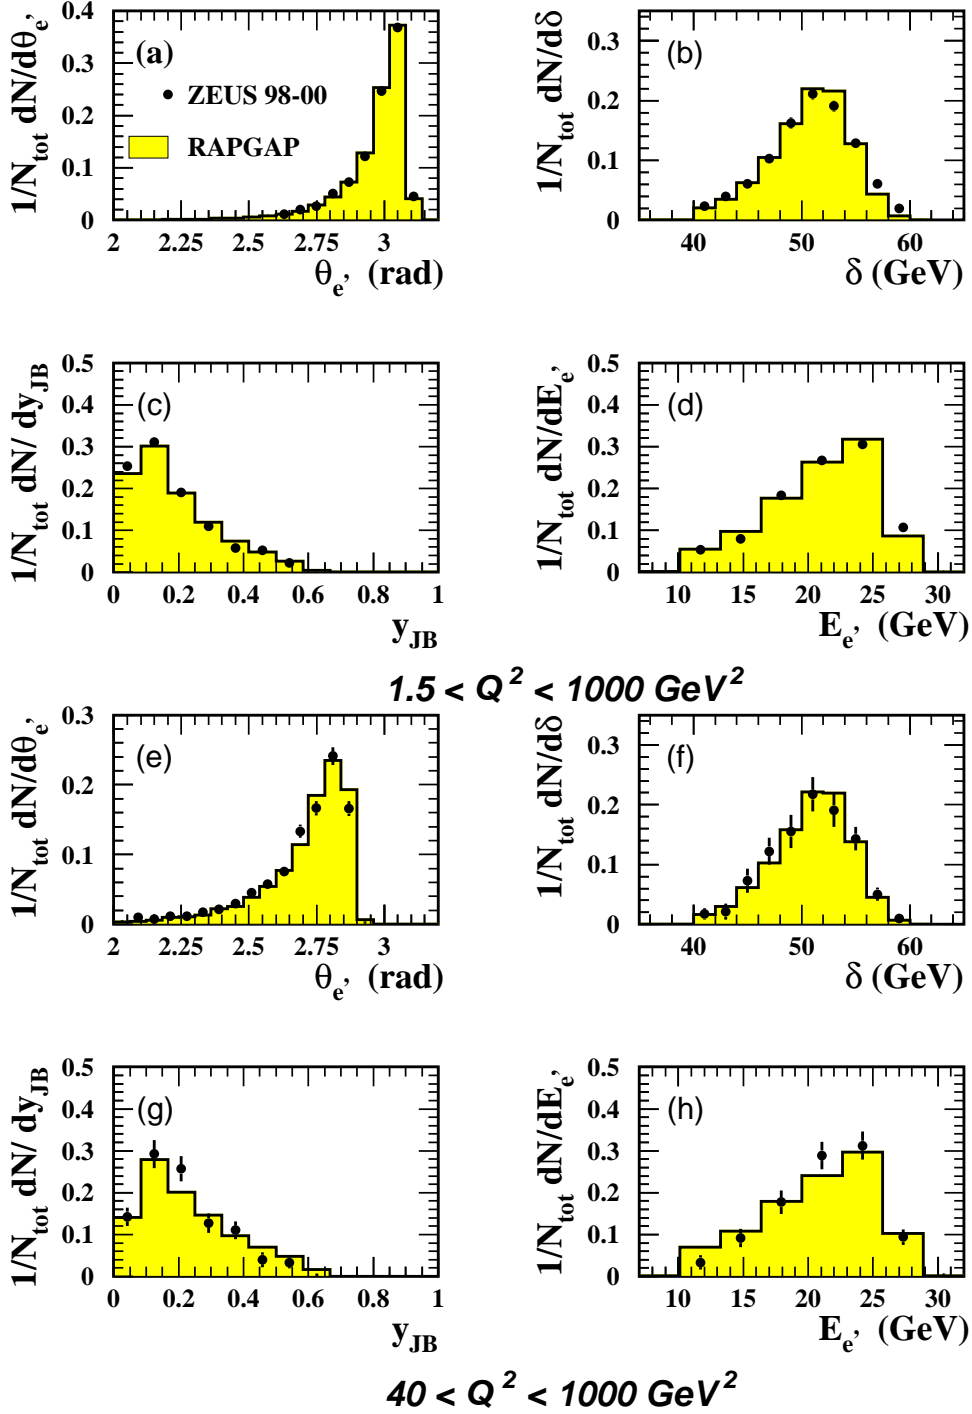 1/N_tot dN/dθ_e’
0.4
0.3
0.2
0.1
0
(a)
ZEUS 98-00
RAPGAP
2 2.25 2.5 2.75 3
θ_e’ (rad)
1/N_tot dN/dδ
0.3
0.2
0.1
0
(b)
40 50 60
δ (GeV)
1/N_tot dN/ dy_JB
0.5
0.4
0.3
0.2
0.1
0
(c)
0 0.2 0.4 0.6 0.8 1
y_JB
1/N_tot dN/dE_e’
0.5
0.4
0.3
0.2
0.1
0
(d)
10 15 20 25 30
E_e’ (GeV)
1.5 < Q² < 1000 GeV²
1/N_tot dN/dθ_e’
0.3
0.2
0.1
0
(e)
2 2.25 2.5 2.75 3
θ_e’ (rad)
1/N_tot dN/dδ
0.3
0.2
0.1
0
(f)
40 50 60
δ (GeV)
1/N_tot dN/ dy_JB
0.5
0.4
0.3
0.2
0.1
0
(g)
0 0.2 0.4 0.6 0.8 1
y_JB
1/N_tot dN/dE_e’
0.5
0.4
0.3
0.2
0.1
0
(h)
10 15 20 25 30
E_e’ (GeV)
40 < Q² < 1000 GeV²